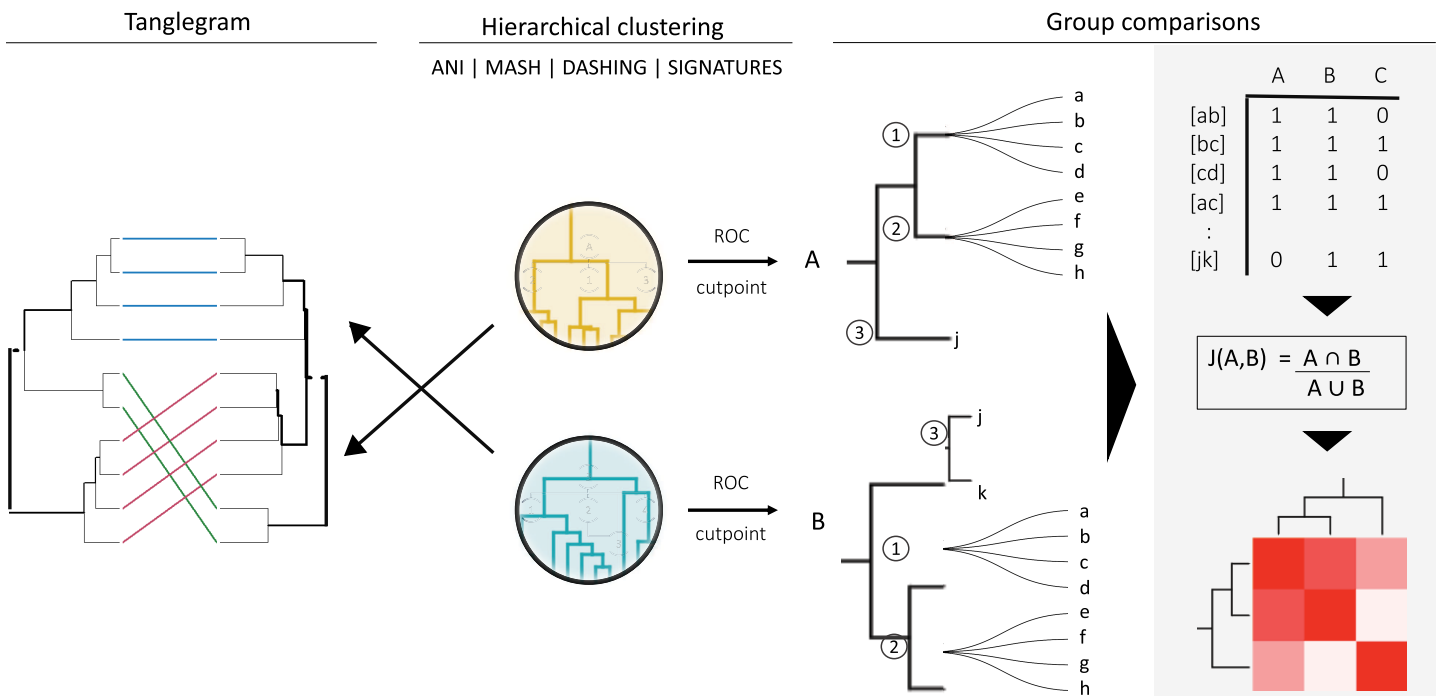 Tanglegram
Hierarchical clustering
ANI | MASH | DASHING | SIGNATURES
ROC
cutpoint
ROC
cutpoint
Group comparisons
A
1
2
3
a
b
c
d
e
f
g
h
j
B
3
1
2
j
k
a
b
c
d
e
f
g
h
A B C
[ab] 1 1 0
[bc] 1 1 1
[cd] 1 1 0
[ac] 1 1 1
:
[jk] 0 1 1
J(A,B) = A ∩ B
A ∪ B